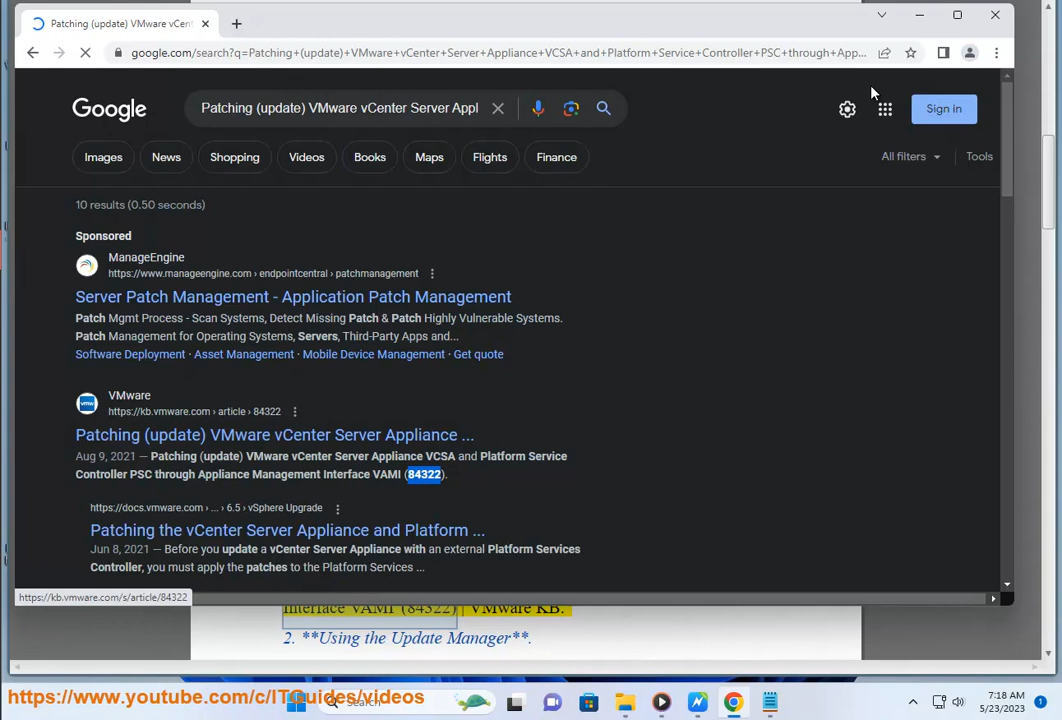 Patching (update) VMware vCent
google.com/search?q=Patching+(update)+VMware+vCenter+Server+Appliance+VCSA+and+Platform+Service+Controller+PSC+through+App...
Google
Patching (update) VMware vCenter Server Appl
Sign in
Images
News
Shopping
Videos
Books
Maps
Flights
Finance
All filters
Tools
10 results (0.50 seconds)
Sponsored
ManageEngine
https://www.manageengine.com › endpointcentral › patchmanagement
Server Patch Management - Application Patch Management
Patch Mgmt Process - Scan Systems, Detect Missing Patch & Patch Highly Vulnerable Systems.
Patch Management for Operating Systems, Servers, Third-Party Apps and...
Software Deployment · Asset Management · Mobile Device Management · Get quote
vmw
VMware
https://kb.vmware.com › article › 84322
Patching (update) VMware vCenter Server Appliance ...
Aug 9, 2021 — Patching (update) VMware vCenter Server Appliance VCSA and Platform Service
Controller PSC through Appliance Management Interface VAMI (84322).
https://docs.vmware.com › ... › 6.5 › vSphere Upgrade
Patching the vCenter Server Appliance and Platform ...
Jun 8, 2021 — Before you update a vCenter Server Appliance with an external Platform Services
Controller, you must apply the patches to the Platform Services ...
https://kb.vmware.com/s/article/84322
Interface VAMI (84322) | VMware KB.
2. **Using the Update Manager**.
https://www.youtube.com/c/ITGuides/videos
Search
7:18 AM
5/23/2023
1